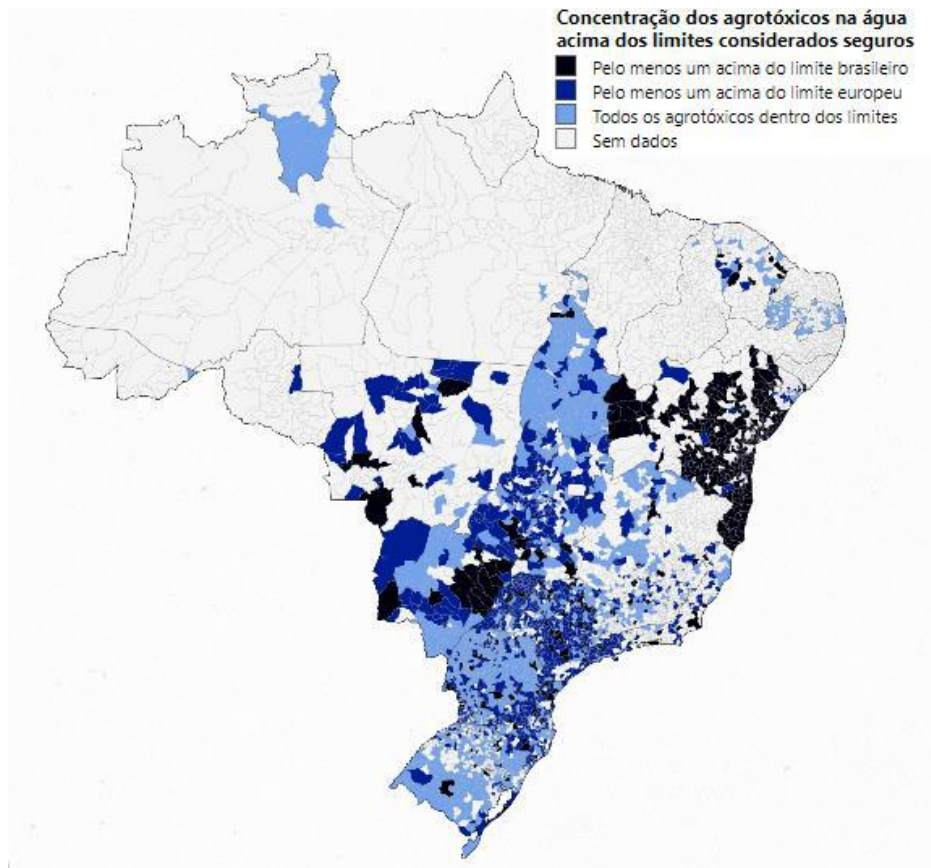 Concentração dos agrotóxicos na água
acima dos limites considerados seguros
Pelo menos um acima do limite brasileiro
Pelo menos um acima do limite europeu
Todos os agrotóxicos dentro dos limites
Sem dados